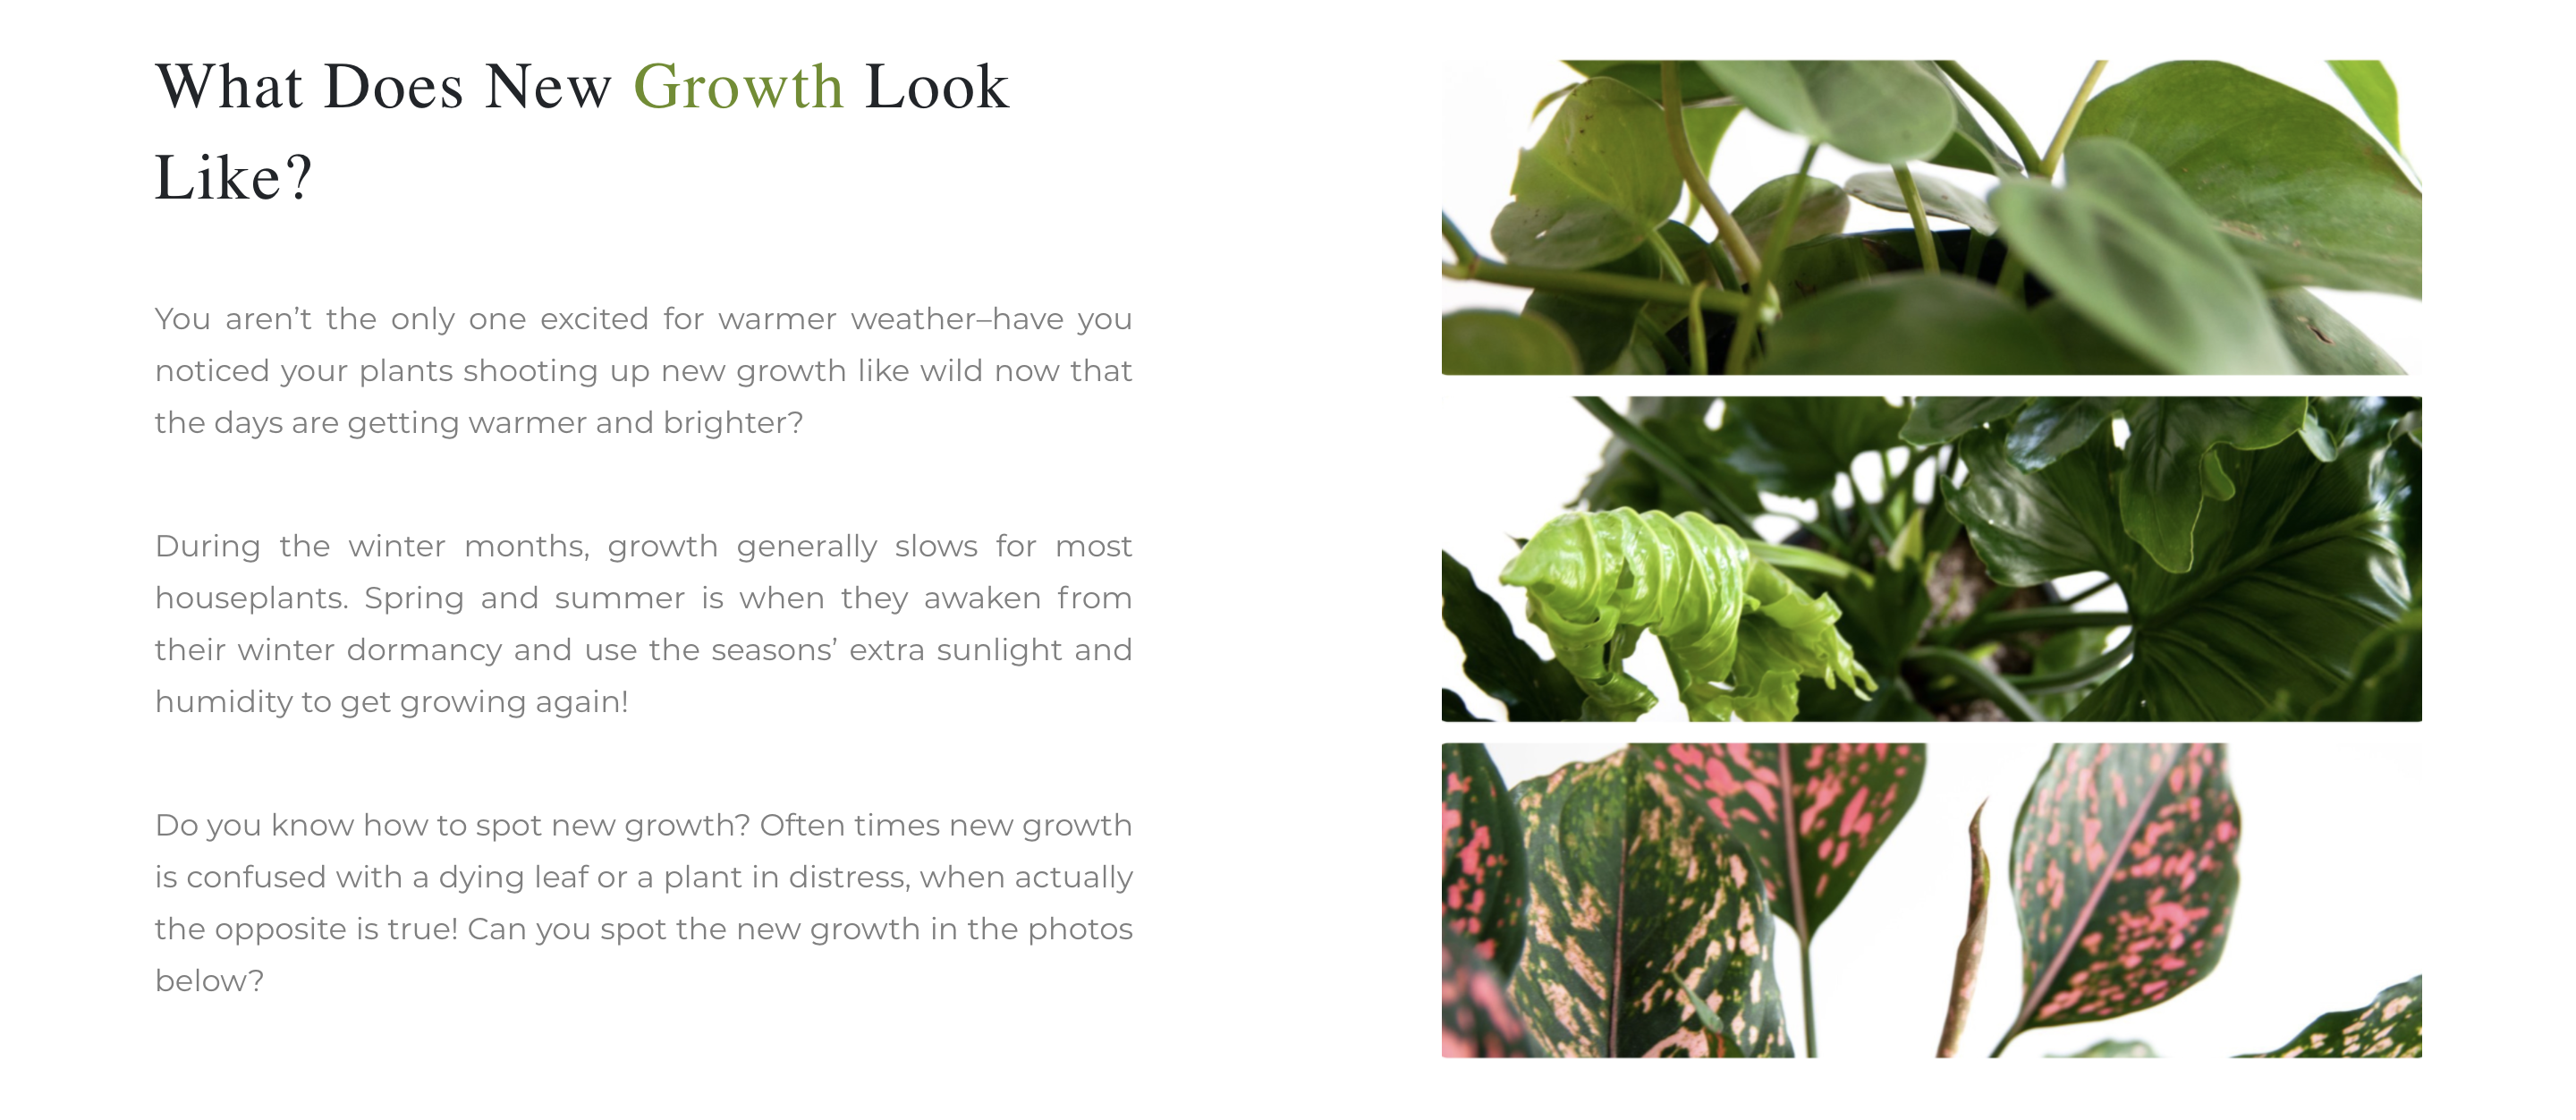 What Does New Growth Look
Like?
You aren’t the only one excited for warmer weather–have you
noticed your plants shooting up new growth like wild now that
the days are getting warmer and brighter?
During the winter months, growth generally slows for most
houseplants. Spring and summer is when they awaken from
their winter dormancy and use the seasons’ extra sunlight and
humidity to get growing again!
Do you know how to spot new growth? Often times new growth
is confused with a dying leaf or a plant in distress, when actually
the opposite is true! Can you spot the new growth in the photos
below?